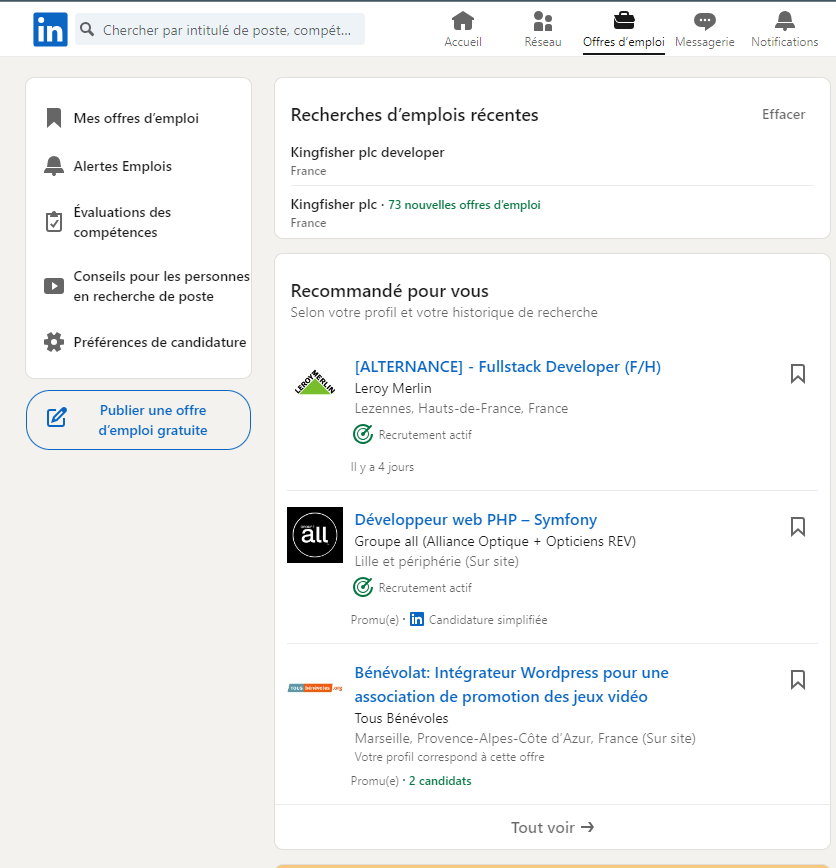 in
Chercher par intitulé de poste, compét...
Accueil
Réseau
Offres d’emploi
Messagerie
Notifications
Mes offres d’emploi
Alertes Emplois
Évaluations des
compétences
Conseils pour les personnes
en recherche de poste
Préférences de candidature
Publier une offre
d’emploi gratuite
Recherches d’emplois récentes
Effacer
Kingfisher plc developer
France
Kingfisher plc · 73 nouvelles offres d’emploi
France
Recommandé pour vous
Selon votre profil et votre historique de recherche
LEROY MERLIN
[ALTERNANCE] - Fullstack Developer (F/H)
Leroy Merlin
Lezennes, Hauts-de-France, France
Recrutement actif
Il y a 4 jours
all
Développeur web PHP – Symfony
Groupe all (Alliance Optique + Opticiens REV)
Lille et périphérie (Sur site)
Recrutement actif
Promu(e) · in Candidature simplifiée
TOUS Bénévoles.org
Bénévolat: Intégrateur Wordpress pour une
association de promotion des jeux vidéo
Tous Bénévoles
Marseille, Provence-Alpes-Côte d’Azur, France (Sur site)
Votre profil correspond à cette offre
Promu(e) · 2 candidats
Tout voir →